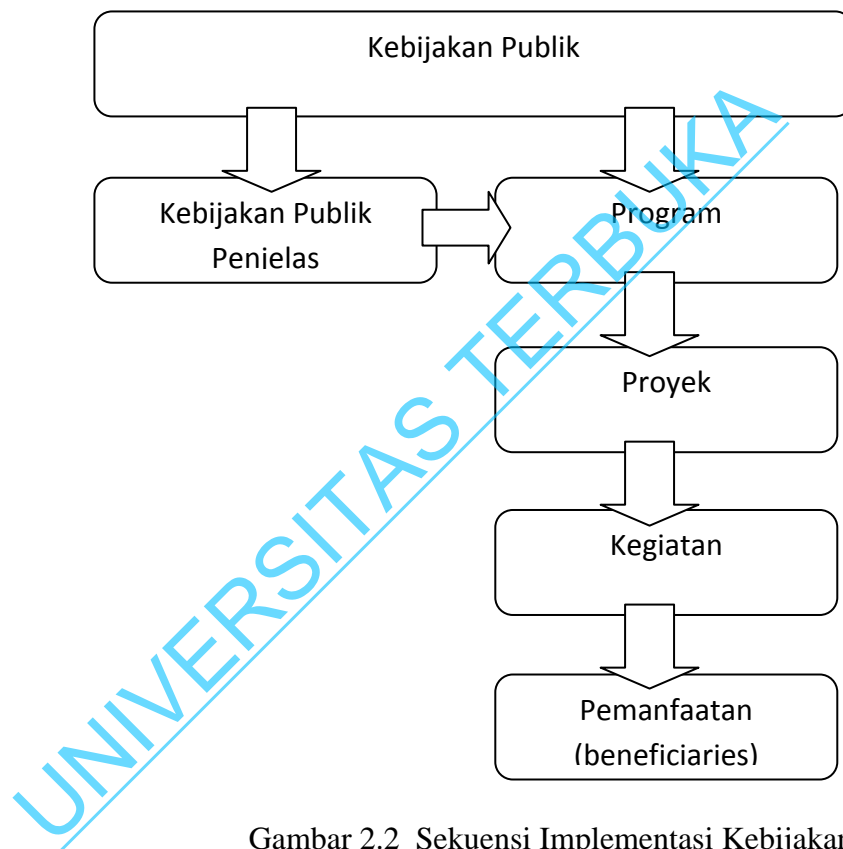 Kebijakan Publik
Kebijakan Publik
Penjelas
Program
Proyek
Kegiatan
Pemanfaatan
(beneficiaries)
UNIVERSITAS TERBUKA
Gambar 2.2 Sekuensi Implementasi Kebijakan